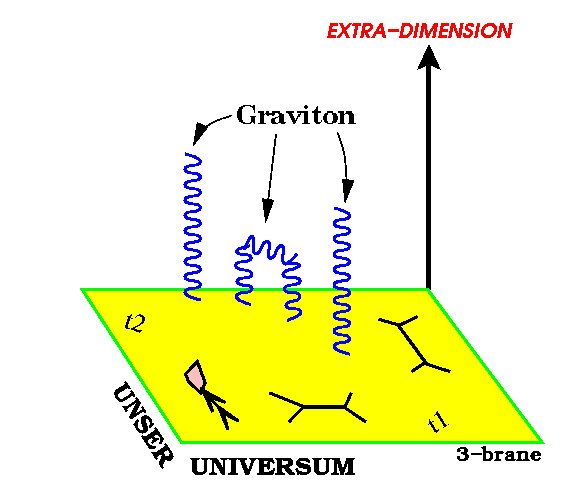 EXTRA-DIMENSION
Graviton
t2
t1
UNSER
UNIVERSUM
3-brane